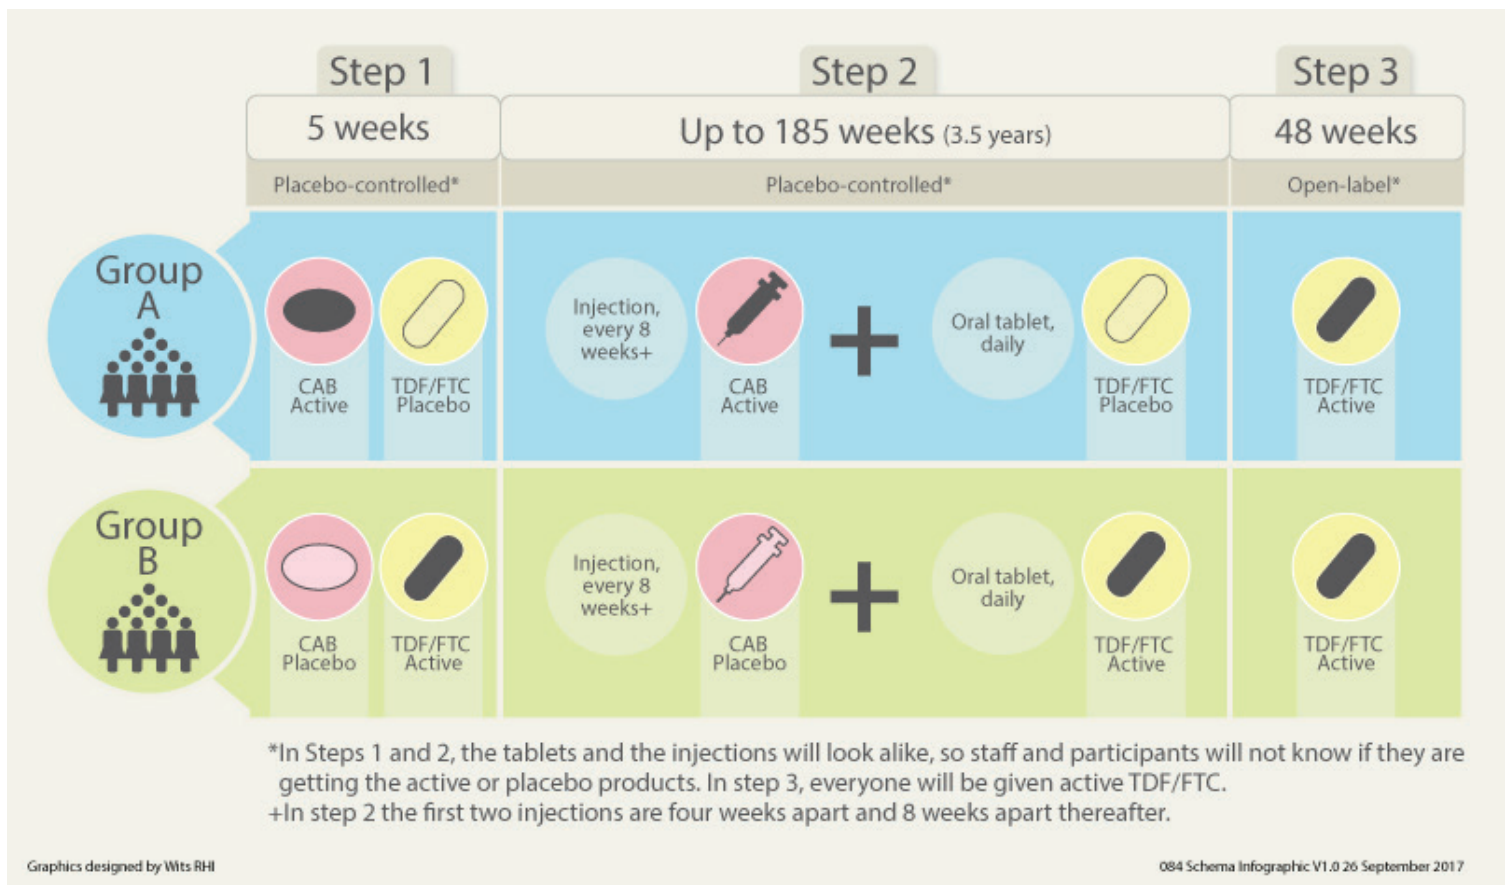 Step 1
Step 2
Step 3
5 weeks
Up to 185 weeks (3.5 years)
48 weeks
Placebo-controlled*
Placebo-controlled*
Open-label*
Group
A
CAB
Active
TDF/FTC
Placebo
Injection,
every 8
weeks+
CAB
Active
+
Oral tablet,
daily
TDF/FTC
Placebo
TDF/FTC
Active
Group
B
CAB
Placebo
TDF/FTC
Active
Injection,
every 8
weeks+
CAB
Placebo
+
Oral tablet,
daily
TDF/FTC
Active
TDF/FTC
Active
*In Steps 1 and 2, the tablets and the injections will look alike, so staff and participants will not know if they are
getting the active or placebo products. In step 3, everyone will be given active TDF/FTC.
+In step 2 the first two injections are four weeks apart and 8 weeks apart thereafter.
Graphics designed by Wits RHI
084 Schema Infographic V1.0 26 September 2017